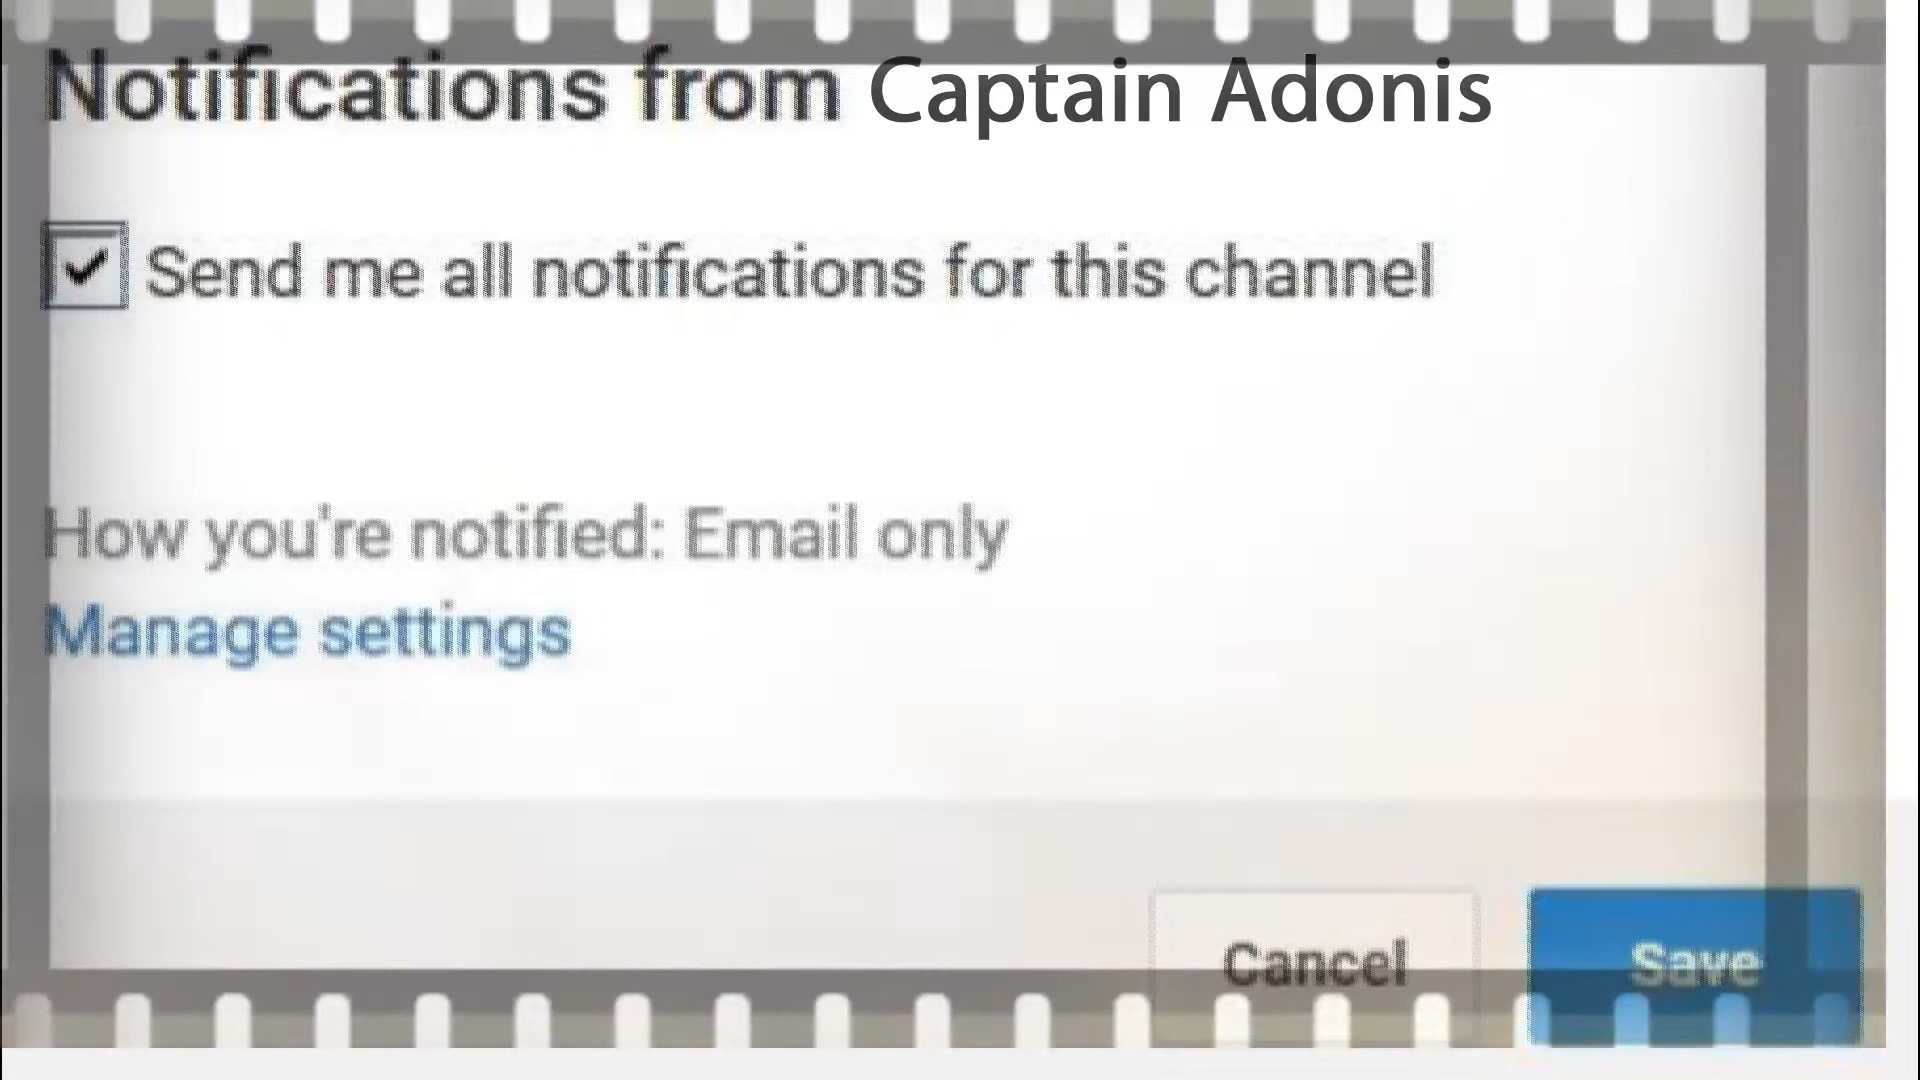 Notifications from Captain Adonis
Send me all notifications for this channel
How you're notified: Email only
Manage settings
Cancel
Save